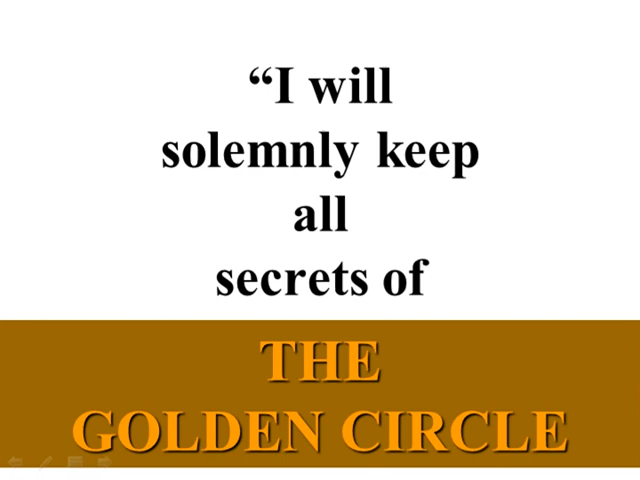 “I will
solemnly keep
all
secrets of
THE
GOLDEN CIRCLE